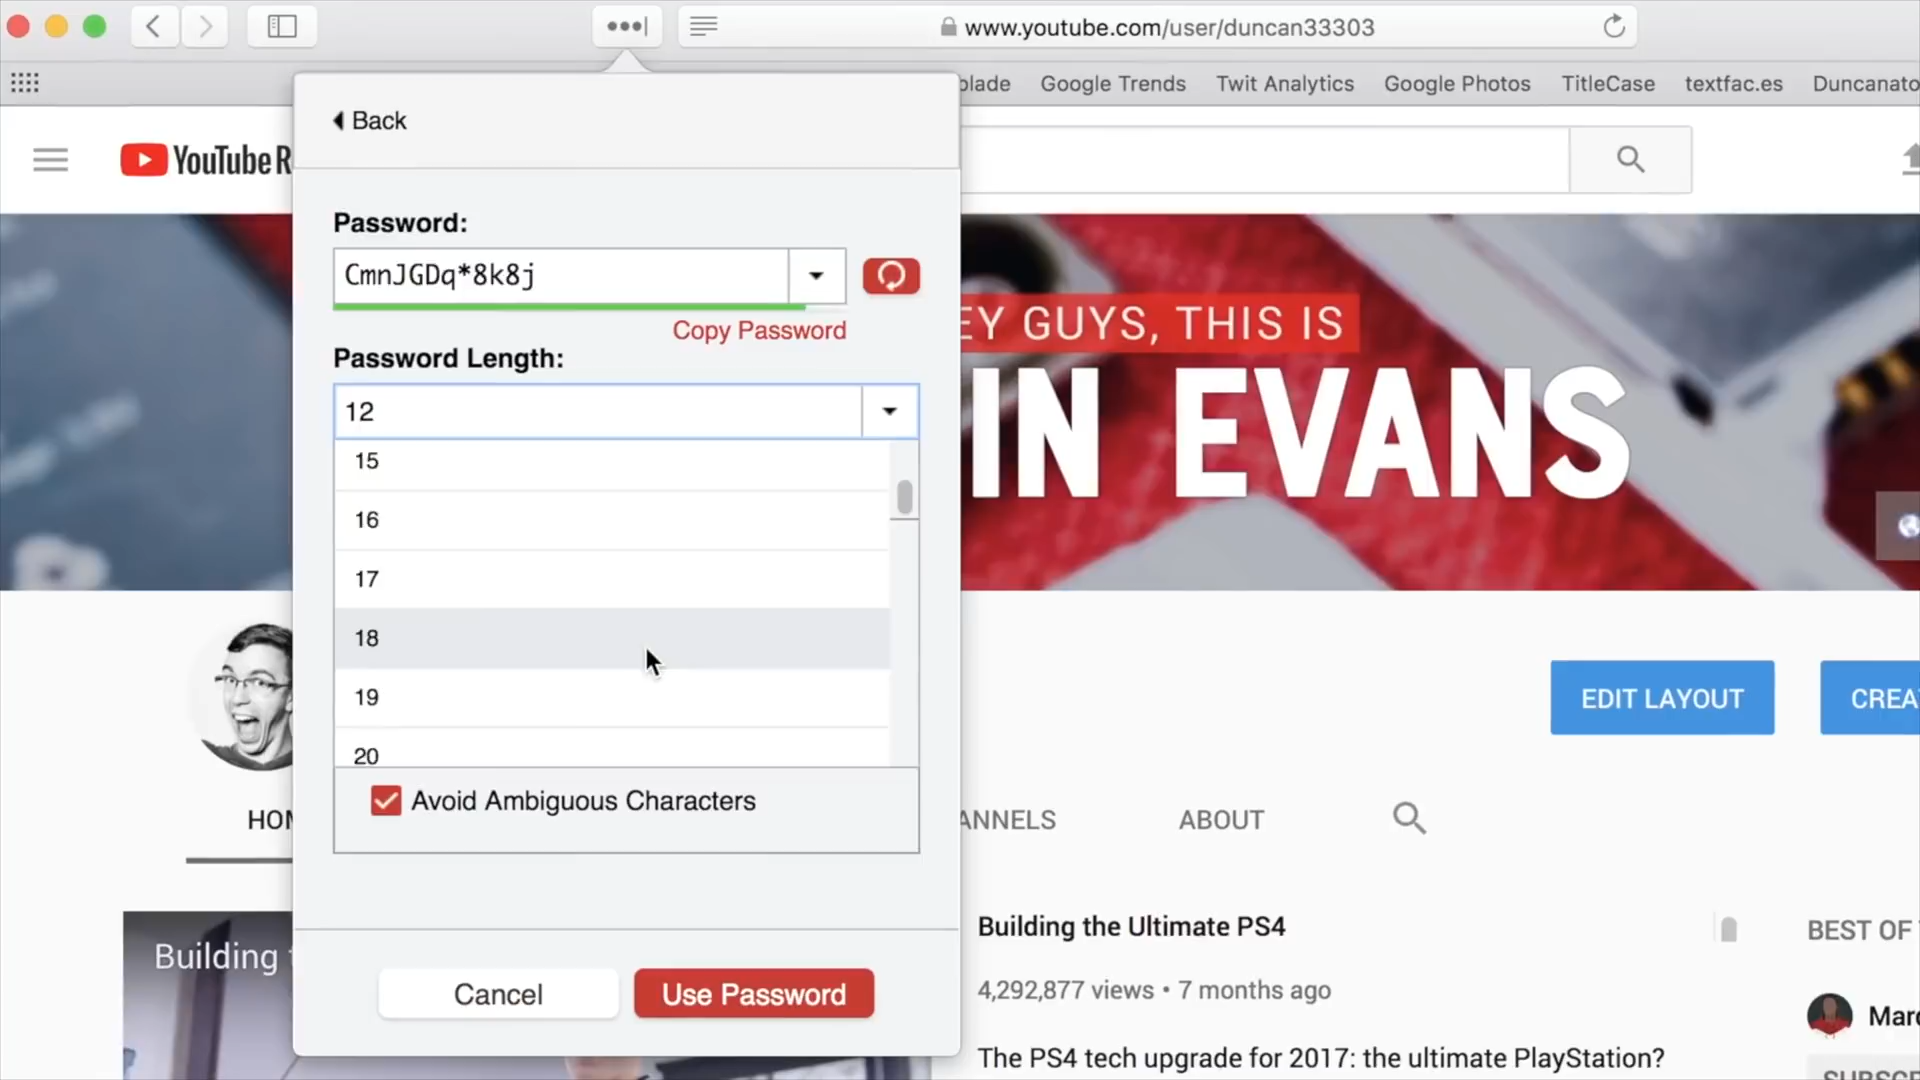 www.youtube.com/user/duncan33303
Google Trends
Twit Analytics
Google Photos
TitleCase
textfac.es
Back
YouTube R
Password:
CmnJGDq*8k8j
Copy Password
Password Length:
12
15
16
17
18
19
20
Avoid Ambiguous Characters
Cancel
Use Password
EY GUYS, THIS IS
IN EVANS
EDIT LAYOUT
CREA
HOM
ANNELS
ABOUT
Building
Building the Ultimate PS4
4,292,877 views • 7 months ago
The PS4 tech upgrade for 2017: the ultimate PlayStation?
BEST OF
Marc